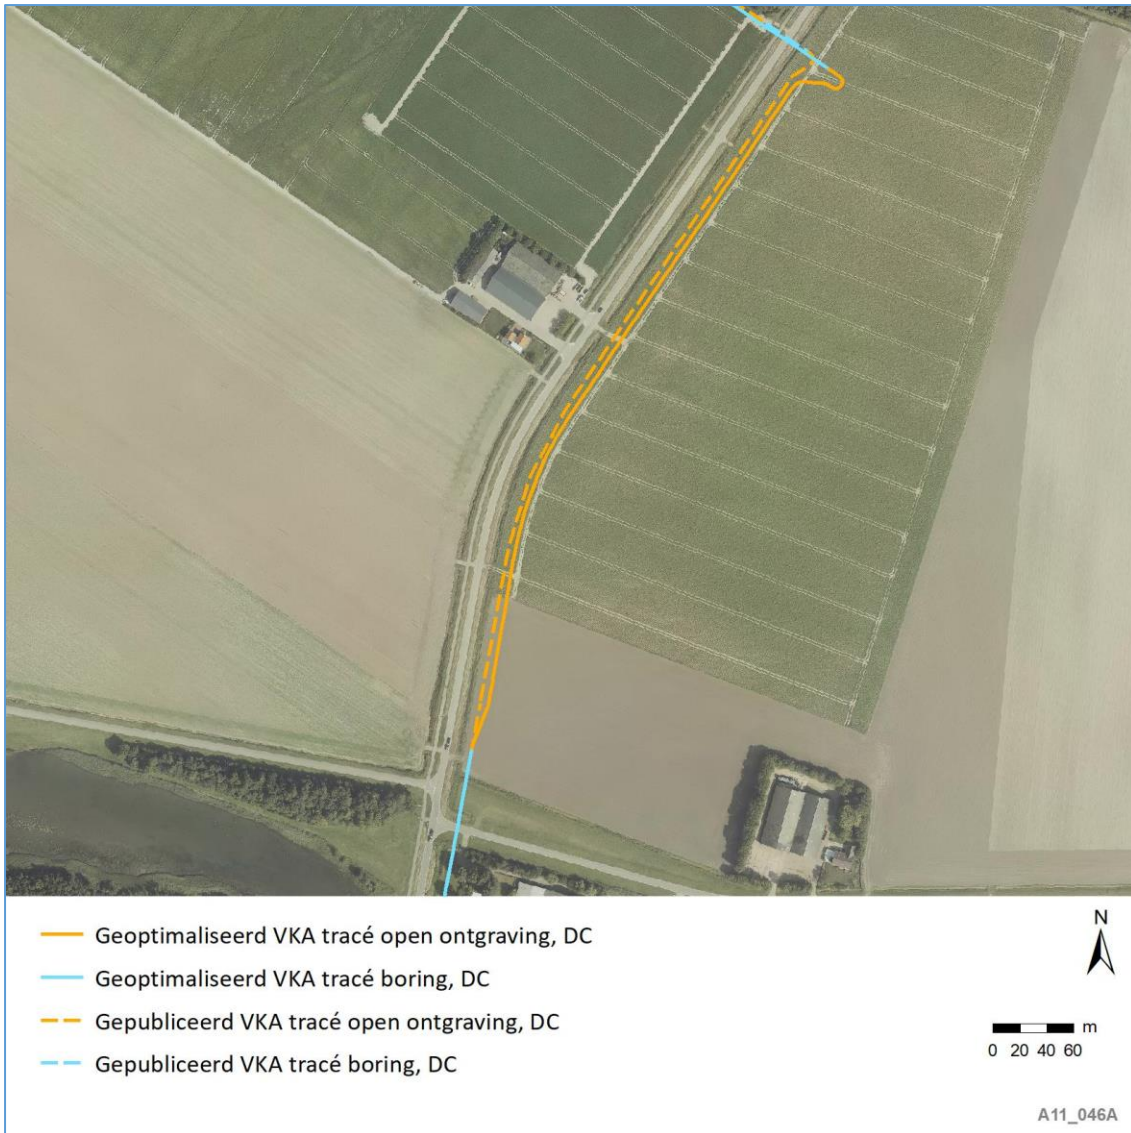 Geoptimaliseerd VKA tracé open ontgraving, DC
Geoptimaliseerd VKA tracé boring, DC
Gepubliceerd VKA tracé open ontgraving, DC
Gepubliceerd VKA tracé boring, DC
N
m
0 20 40 60
A11_046A